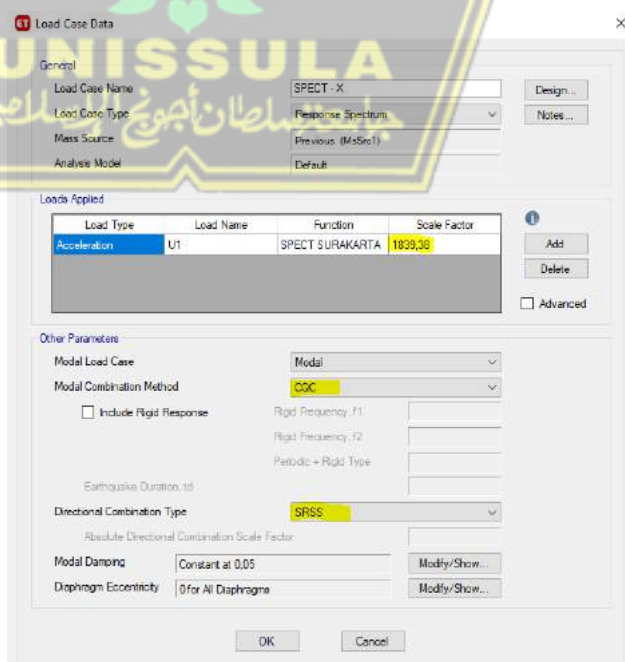 ET Load Case Data
UNISSULA
جامعة سلطان أجونج الإسلامية
General
Load Case Name SPECT - X Design...
Load Case Type Response Spectrum Notes...
Mass Source Previous (MsSrc1)
Analysis Model Default
Loads Applied
Load Type Load Name Function Scale Factor
Acceleration U1 SPECT SURAKARTA 1839,38 Add
Delete
Advanced
Other Parameters
Modal Load Case Modal
Modal Combination Method CQC
Include Rigid Response Rigid Frequency, f1
Rigid Frequency, f2
Periodic + Rigid Type
Earthquake Duration, td
Directional Combination Type SRSS
Absolute Directional Combination Scale Factor
Modal Damping Constant at 0,05 Modify/Show...
Diaphragm Eccentricity 0 for All Diaphragms Modify/Show...
OK Cancel